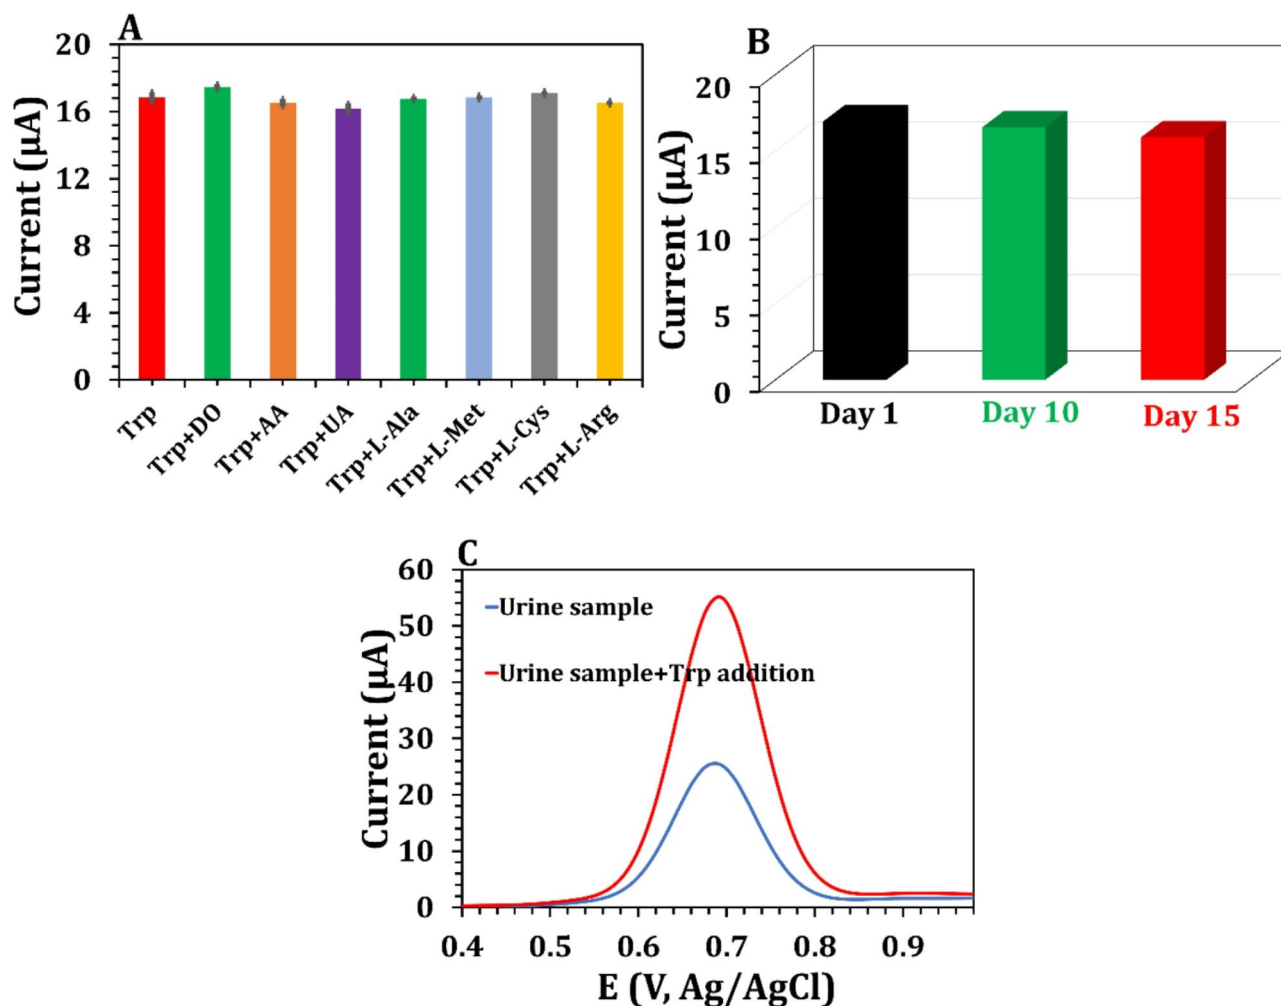 A
20
16
12
8
4
0
Current (µA)
Trp
Trp+DO
Trp+AA
Trp+UA
Trp+L-Ala
Trp+L-Met
Trp+L-Cys
Trp+L-Arg
B
20
15
10
5
0
Current (µA)
Day 1
Day 10
Day 15
C
60
50
40
30
20
10
0
Current (µA)
Urine sample
Urine sample+Trp addition
0.4 0.5 0.6 0.7 0.8 0.9
E (V, Ag/AgCl)